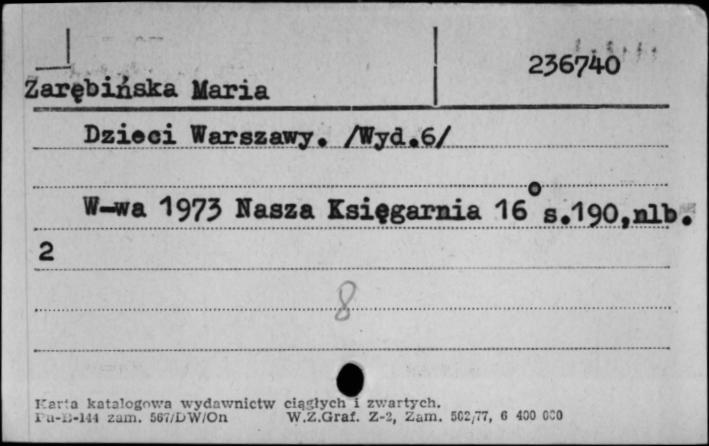 236740
Zarębińska Maria
Dzieci Warszawy. /Wyd.6/
W-wa 1973 Nasza Księgarnia 16° s.190,nlb.
2
8
Karta katalogowa wydawnictw ciągłych i zwartych.
Pu-B-144 zam. 567/DW/On W.Z.Graf. Z-2, Zam. 502/77, 6 400 000